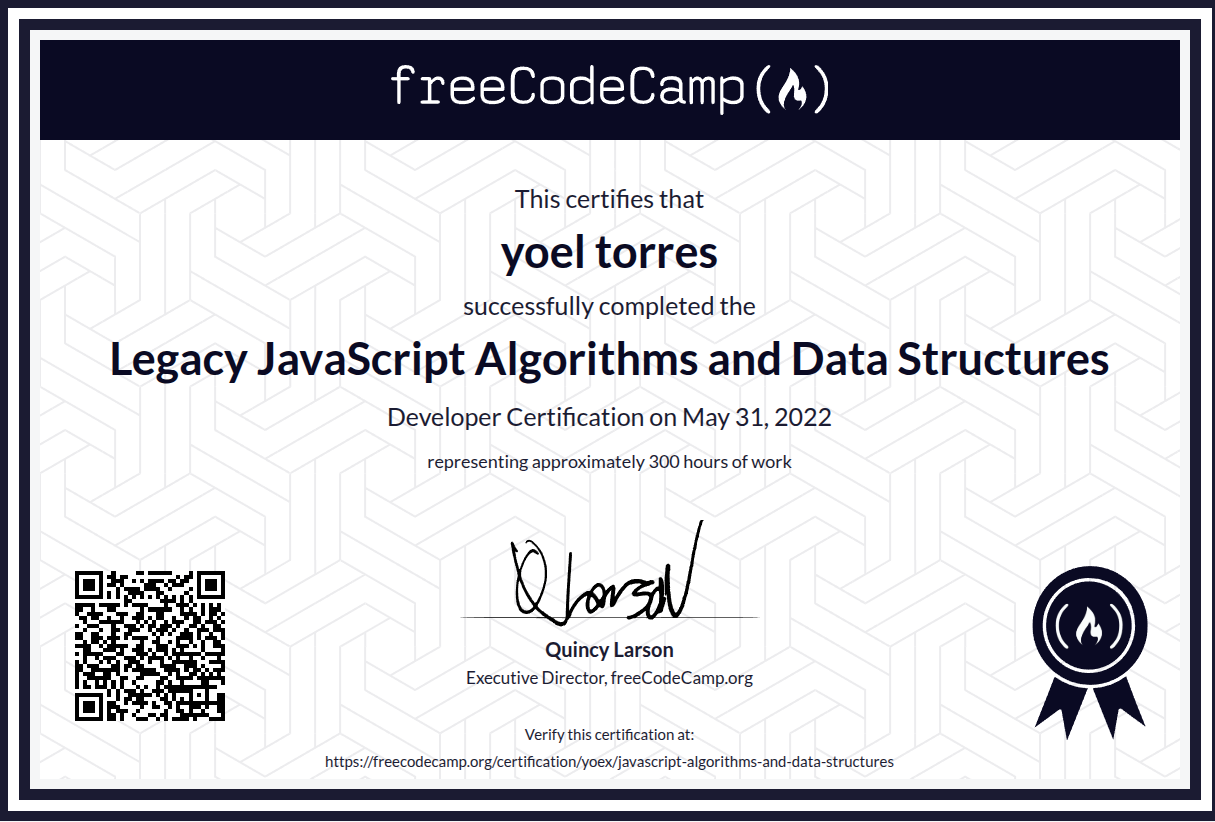 freeCodeCamp
This certifies that
yoel torres
successfully completed the
Legacy JavaScript Algorithms and Data Structures
Developer Certification on May 31, 2022
representing approximately 300 hours of work
Quincy Larson
Executive Director, freeCodeCamp.org
Verify this certification at:
https://freecodecamp.org/certification/yoex/javascript-algorithms-and-data-structures